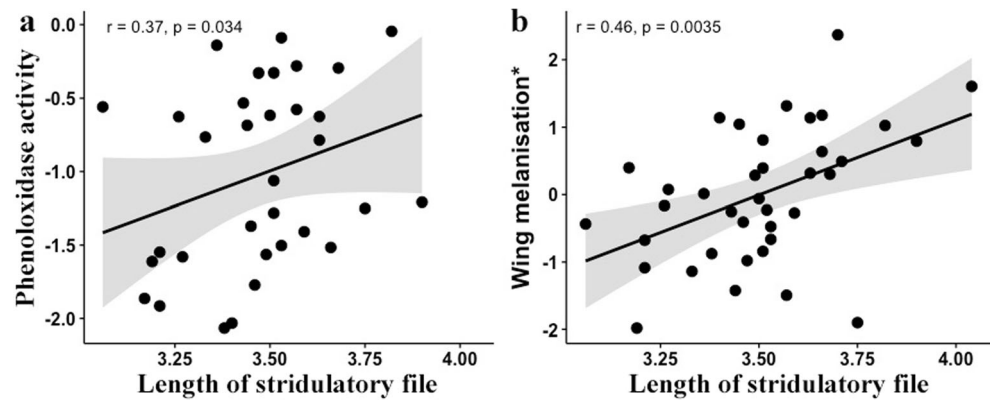 a
r = 0.37, p = 0.034
Phenoloxidase activity
0.0
-0.5
-1.0
-1.5
-2.0
3.25 3.50 3.75 4.00
Length of stridulatory file
b
r = 0.46, p = 0.0035
Wing melanisation*
2
1
0
-1
-2
3.25 3.50 3.75 4.00
Length of stridulatory file